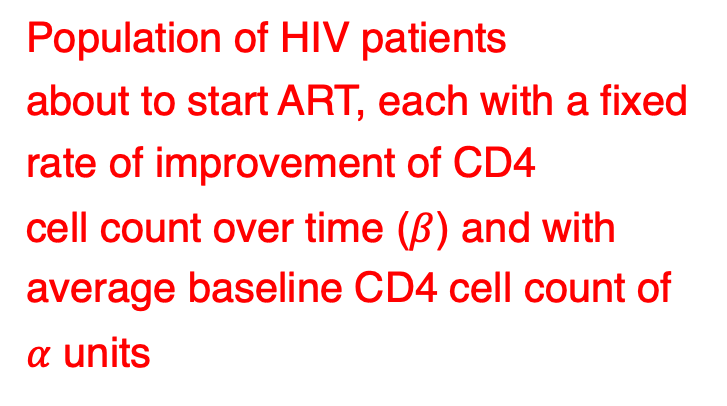 Population of HIV patients
about to start ART, each with a fixed
rate of improvement of CD4
cell count over time (β) and with
average baseline CD4 cell count of
α units